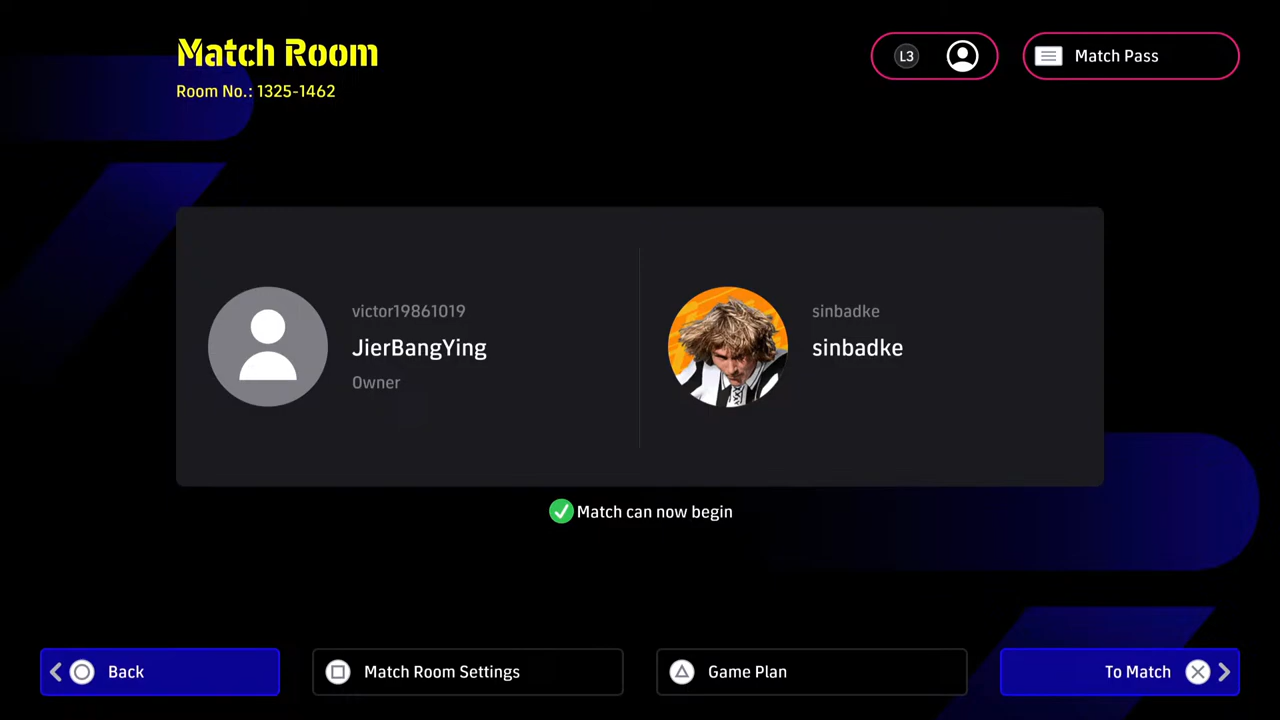 Match Room
Room No.: 1325-1462
L3
Match Pass
victor19861019
JierBangYing
Owner
sinbadke
sinbadke
Match can now begin
Back
Match Room Settings
Game Plan
To Match